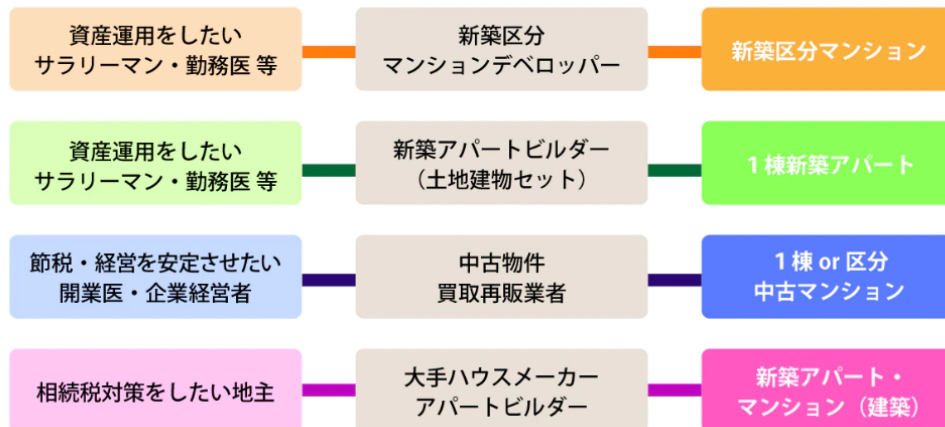 資産運用をしたい
サラリーマン・勤務医 等
新築区分
マンションデベロッパー
新築区分マンション
資産運用をしたい
サラリーマン・勤務医 等
新築アパートビルダー
（土地建物セット）
1棟新築アパート
節税・経営を安定させたい
開業医・企業経営者
中古物件
買取再販業者
1棟 or 区分
中古マンション
相続税対策をしたい地主
大手ハウスメーカー
アパートビルダー
新築アパート・
マンション（建築）